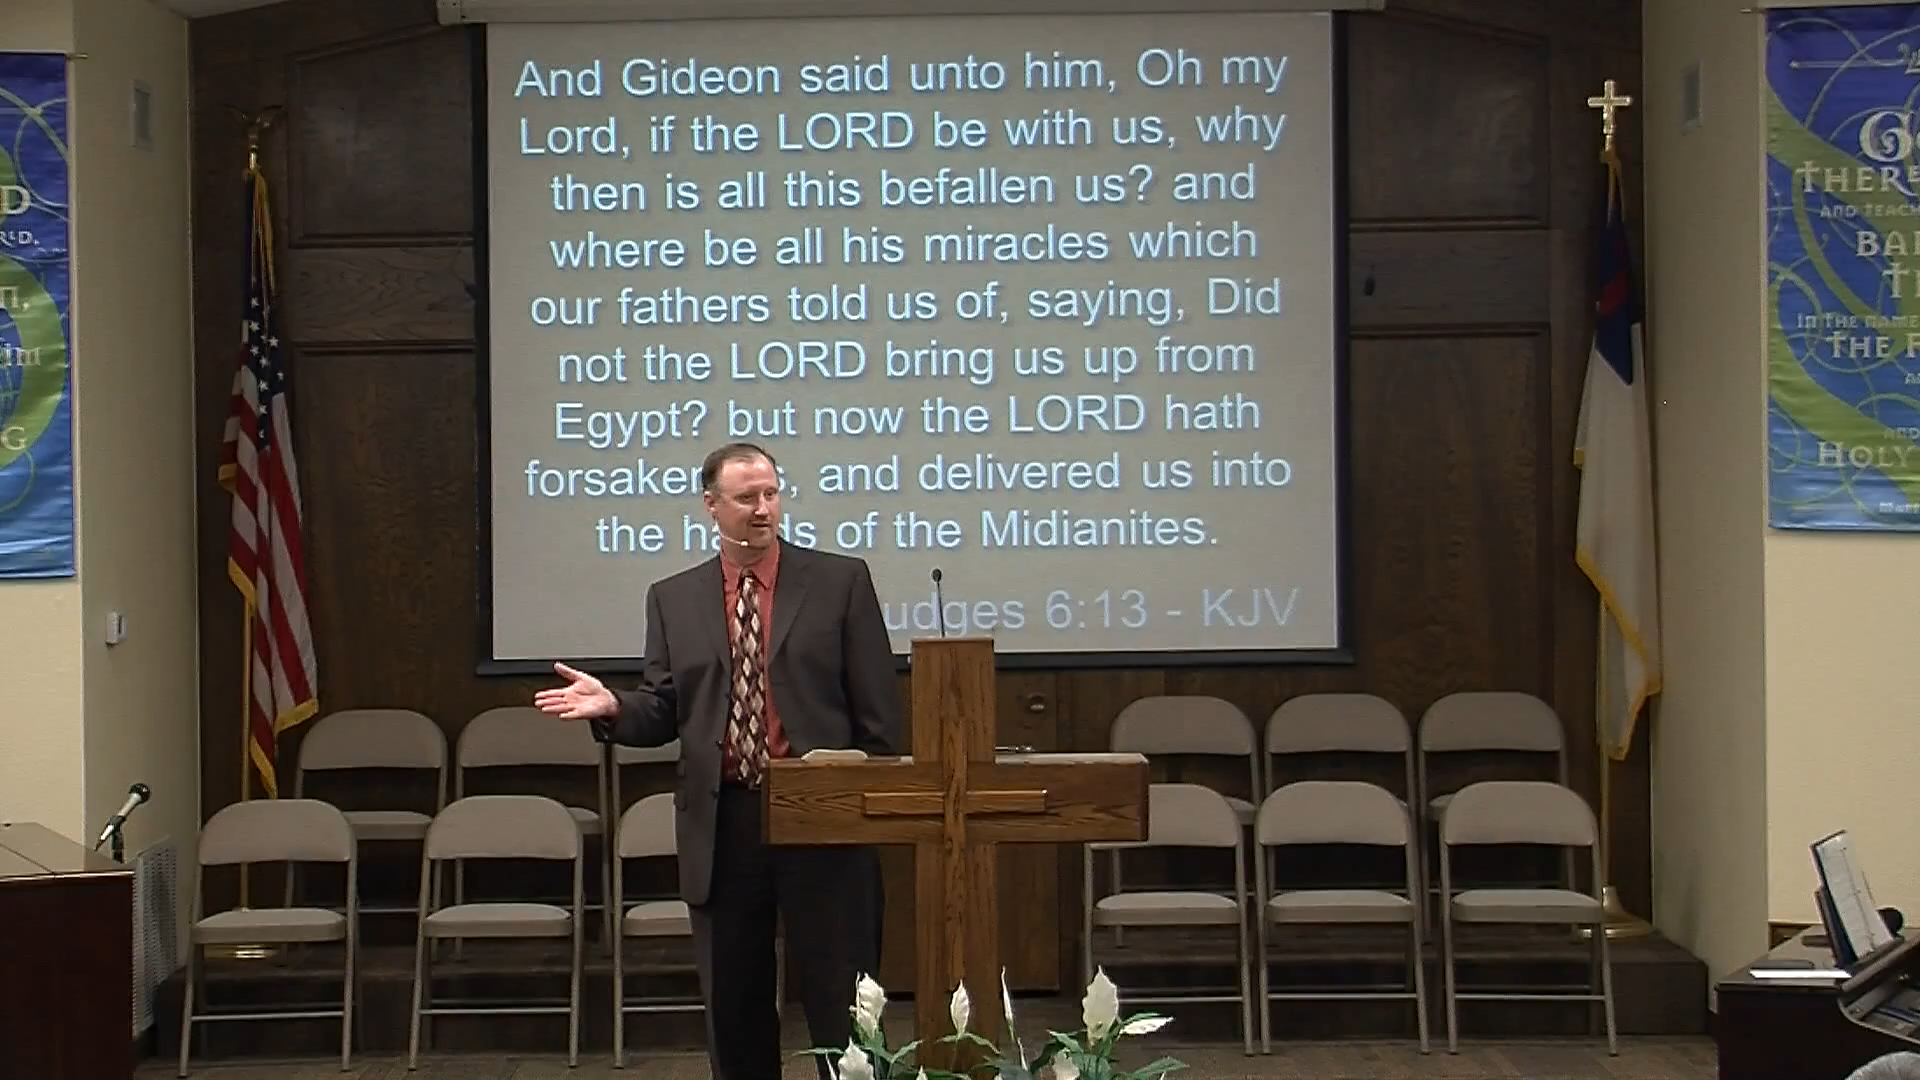 And Gideon said unto him, Oh my
Lord, if the LORD be with us, why
then is all this befallen us? and
where be all his miracles which
our fathers told us of, saying, Did
not the LORD bring us up from
Egypt? but now the LORD hath
and delivered us into
the of the Midianites.
6:13 - KJV
AND
IN THE NAME
THE
HOLY